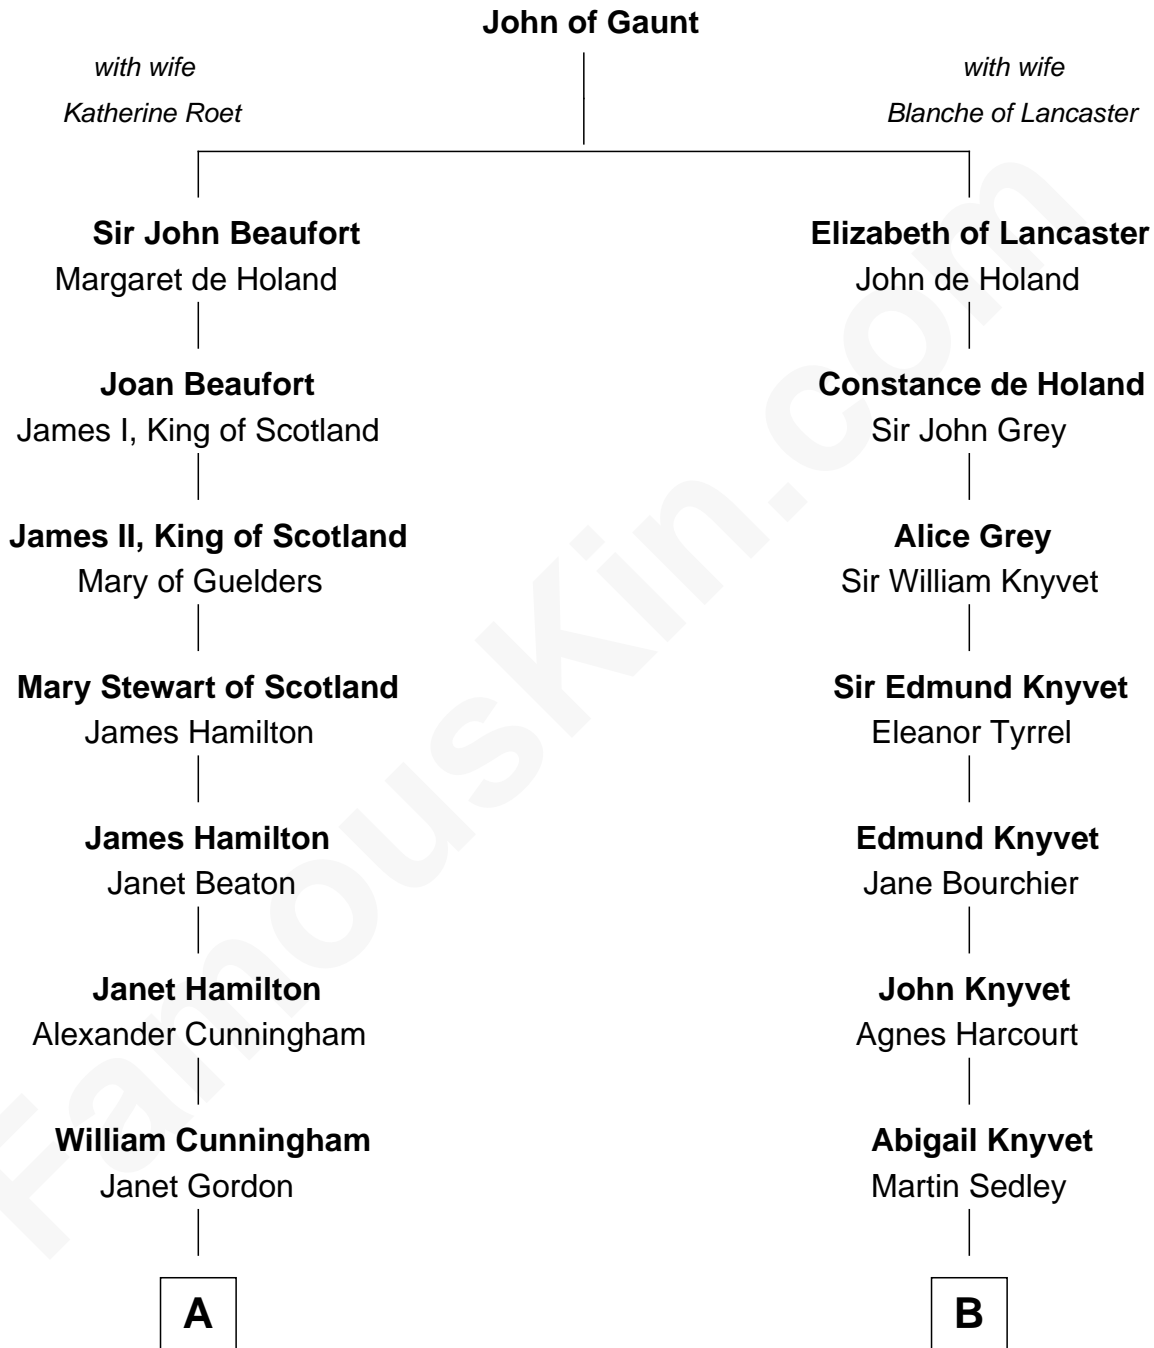 John of Gaunt
with wife
Katherine Roet
with wife
Blanche of Lancaster
Sir John Beaufort
Margaret de Holand
Elizabeth of Lancaster
John de Holand
Joan Beaufort
James I, King of Scotland
Constance de Holand
Sir John Grey
James II, King of Scotland
Mary of Guelders
Alice Grey
Sir William Knyvet
Mary Stewart of Scotland
James Hamilton
Sir Edmund Knyvet
Eleanor Tyrrel
James Hamilton
Janet Beaton
Edmund Knyvet
Jane Bourchier
Janet Hamilton
Alexander Cunningham
John Knyvet
Agnes Harcourt
William Cunningham
Janet Gordon
Abigail Knyvet
Martin Sedley
A
B
FamousKin.com